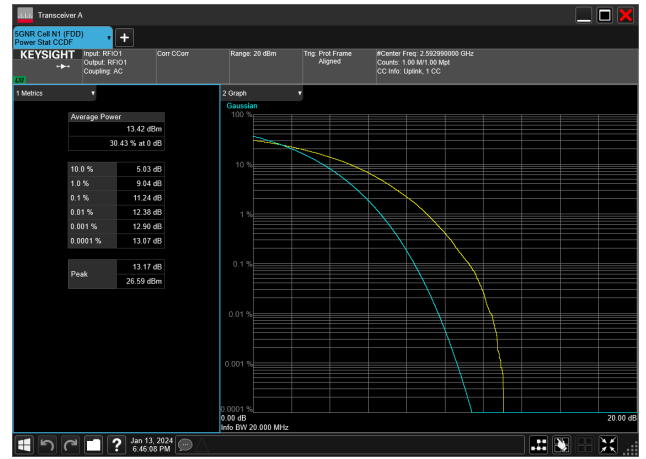 Transceiver A
5GNR Cell N1 (FDD)
Power Stat CCDF
KEYSIGHT
LXI
Input: RFIO1
Output: RFIO1
Coupling: AC
Corr CCorr
Range: 20 dBm
Trig: Prot Frame
Aligned
#Center Freq: 2.592990000 GHz
Counts: 1.00 M/1.00 Mpt
CC Info: Uplink, 1 CC
1 Metrics
Average Power
13.42 dBm
30.43 % at 0 dB
10.0 % 5.03 dB
1.0 % 9.04 dB
0.1 % 11.24 dB
0.01 % 12.38 dB
0.001 % 12.90 dB
0.0001 % 13.07 dB
Peak 13.17 dB
26.59 dBm
2 Graph
Gaussian
100 %
10 %
1 %
0.1 %
0.01 %
0.001 %
0.0001 %
0.00 dB
20.00 dB
Info BW 20.000 MHz
Jan 13, 2024
6:46:08 PM